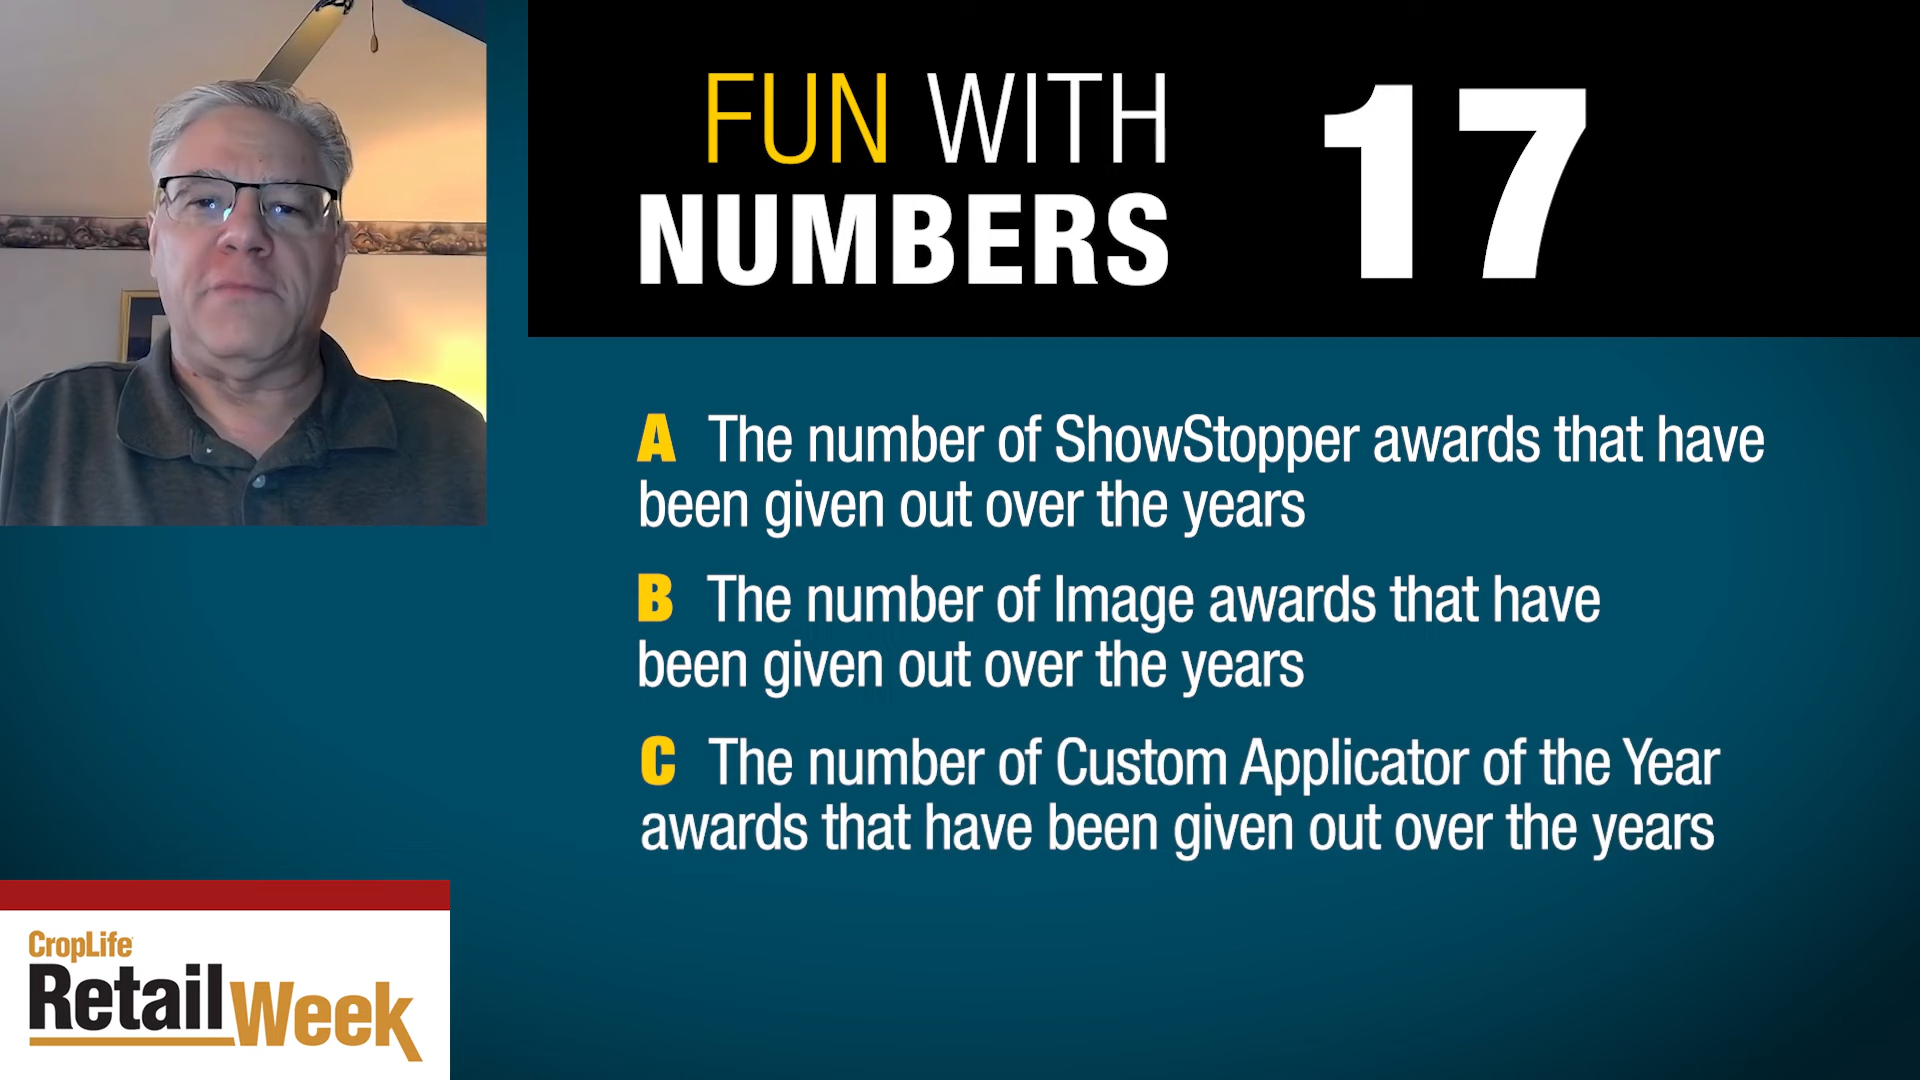 FUN WITH
NUMBERS
17
A The number of ShowStopper awards that have
been given out over the years
B The number of Image awards that have
been given out over the years
C The number of Custom Applicator of the Year
awards that have been given out over the years
CropLife
RetailWeek